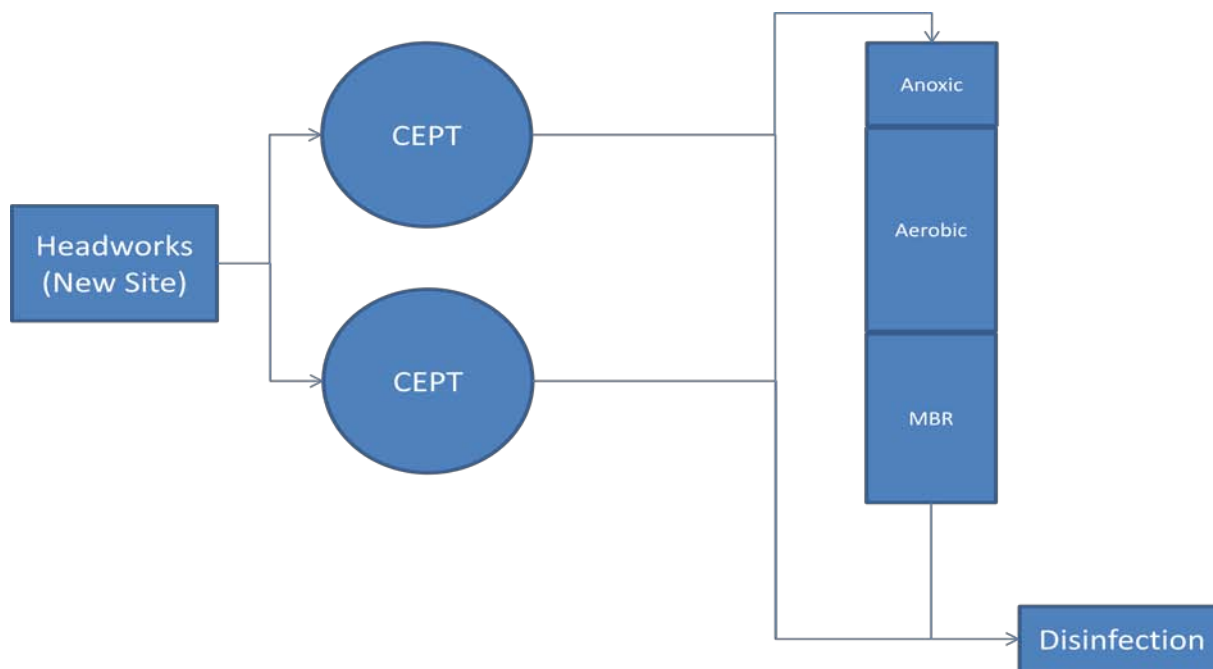 Headworks
(New Site)
CEPT
CEPT
Anoxic
Aerobic
MBR
Disinfection